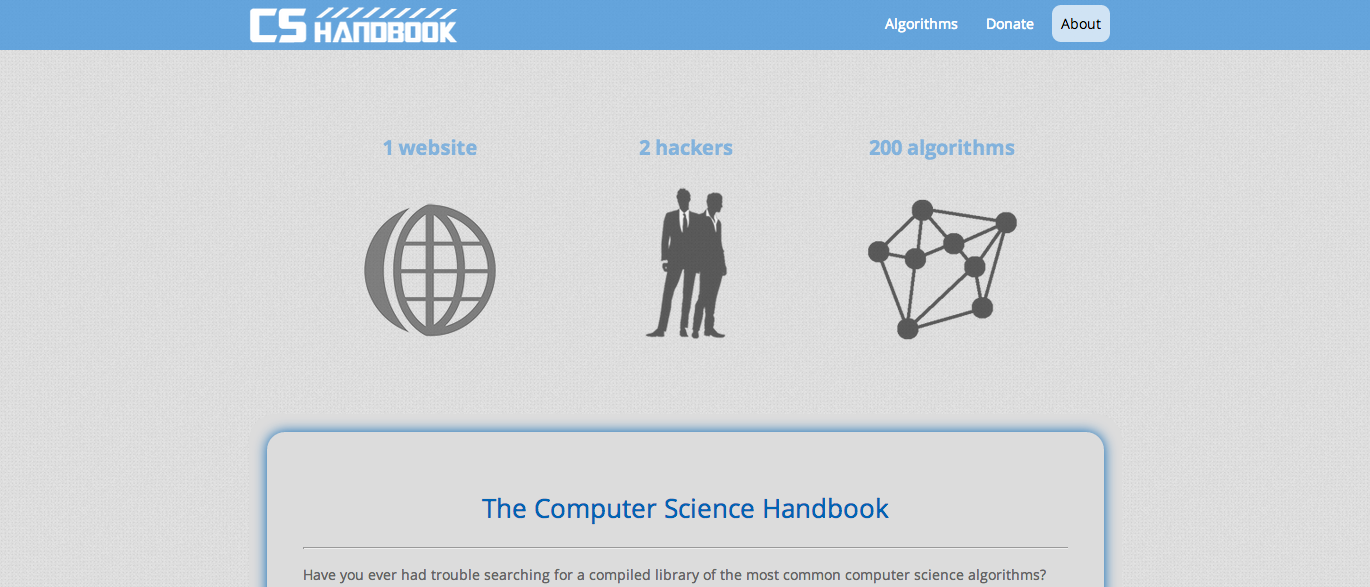 CS HANDBOOK
Algorithms Donate About
1 website 2 hackers 200 algorithms
The Computer Science Handbook
Have you ever had trouble searching for a compiled library of the most common computer science algorithms?